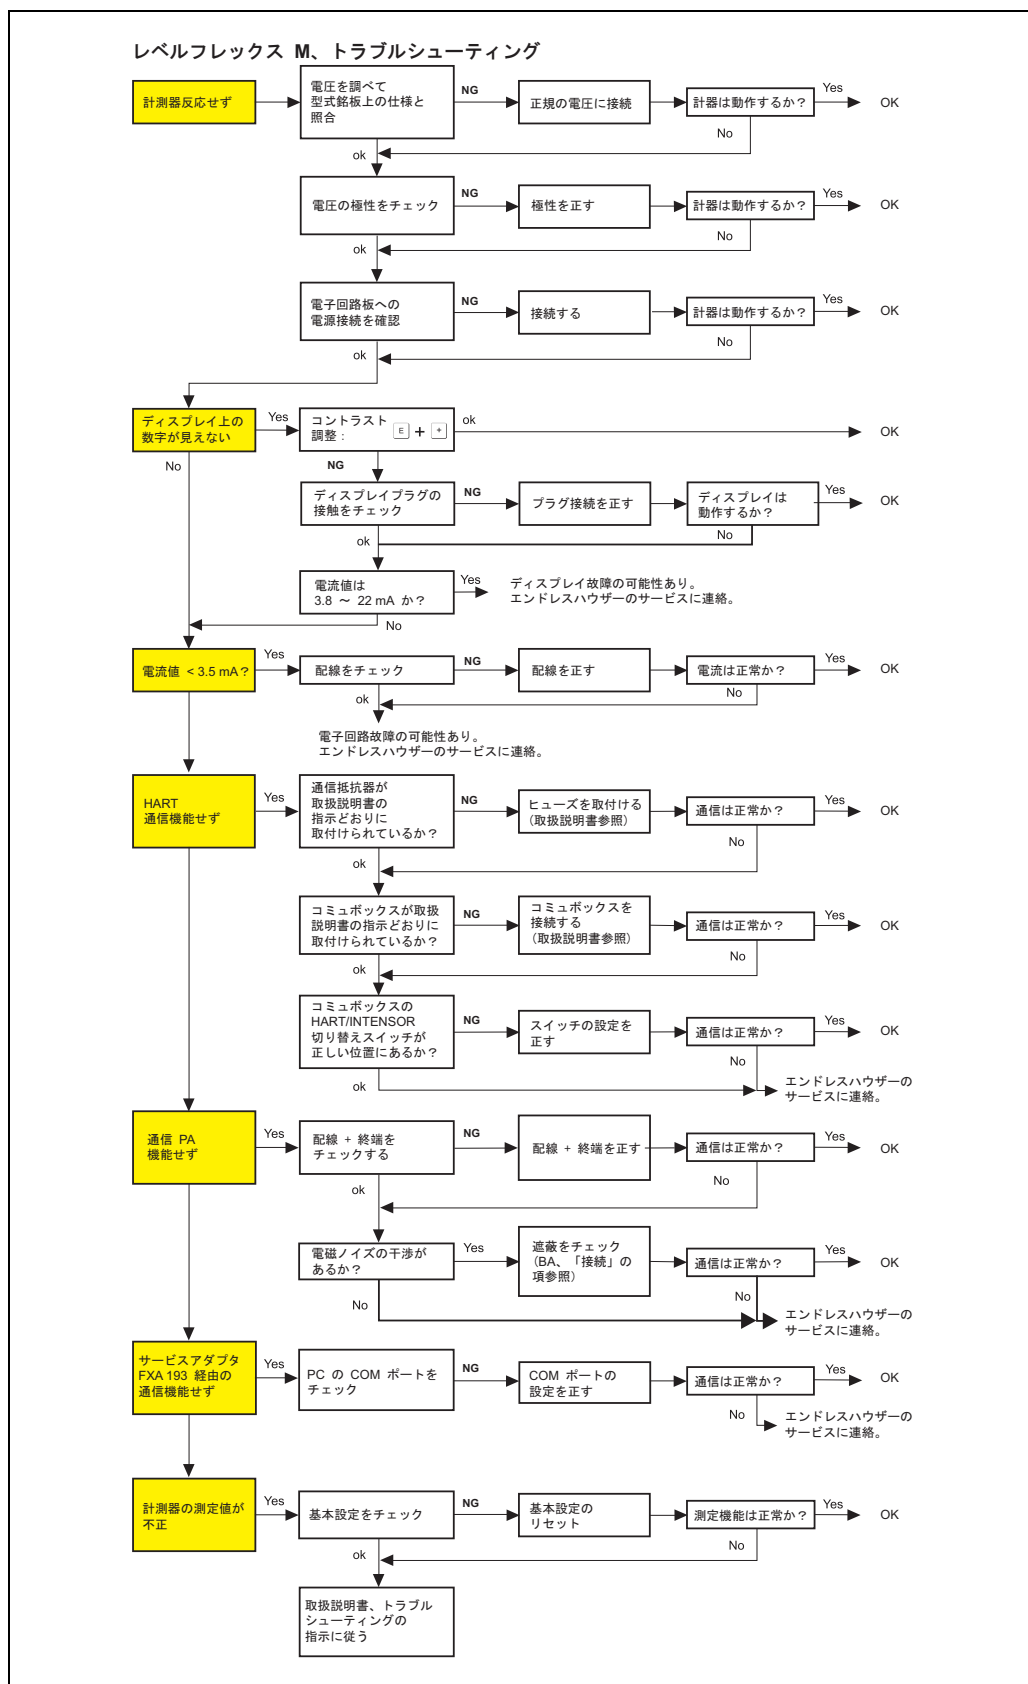 レベルフレックス M、トラブルシューティング
計測器反応せず
電圧を調べて
型式銘板上の仕様と
照合
NG
正規の電圧に接続
計器は動作するか？
Yes
OK
No
ok
電圧の極性をチェック
NG
極性を正す
計器は動作するか？
Yes
OK
No
ok
電子回路板への
電源接続を確認
NG
接続する
計器は動作するか？
Yes
OK
No
ok
ディスプレイ上の
数字が見えない
Yes
コントラスト
調整：
E + +
ok
OK
No
NG
ディスプレイプラグの
接触をチェック
NG
プラグ接続を正す
ディスプレイは
動作するか？
Yes
OK
No
ok
電流値は
3.8 ～ 22 mA か？
Yes
ディスプレイ故障の可能性あり。
エンドレスハウザーのサービスに連絡。
No
電流値 < 3.5 mA？
Yes
配線をチェック
NG
配線を正す
電流は正常か？
Yes
OK
No
ok
電子回路故障の可能性あり。
エンドレスハウザーのサービスに連絡。
HART
通信機能せず
Yes
通信抵抗器が
取扱説明書の
指示どおりに
取付けられているか？
NG
ヒューズを取付ける
（取扱説明書参照）
通信は正常か？
Yes
OK
No
ok
コミュボックスが取扱
説明書の指示どおりに
取付けられているか？
NG
コミュボックスを
接続する
（取扱説明書参照）
通信は正常か？
Yes
OK
No
ok
コミュボックスの
HART/INTENSOR
切り替えスイッチが
正しい位置にあるか？
NG
スイッチの設定を
正す
通信は正常か？
Yes
OK
No
ok
エンドレスハウザーの
サービスに連絡。
通信 PA
機能せず
Yes
配線 + 終端を
チェックする
NG
配線 + 終端を正す
通信は正常か？
Yes
OK
No
ok
電磁ノイズの干渉が
あるか？
Yes
遮蔽をチェック
（BA、「接続」の
項参照）
通信は正常か？
Yes
OK
No
No
エンドレスハウザーの
サービスに連絡。
サービスアダプタ
FXA 193 経由の
通信機能せず
Yes
PC の COM ポートを
チェック
NG
COM ポートの
設定を正す
通信は正常か？
Yes
OK
No
エンドレスハウザーの
サービスに連絡。
計測器の測定値が
不正
Yes
基本設定をチェック
NG
基本設定の
リセット
測定機能は正常か？
Yes
OK
No
ok
取扱説明書、トラブル
シューティングの
指示に従う